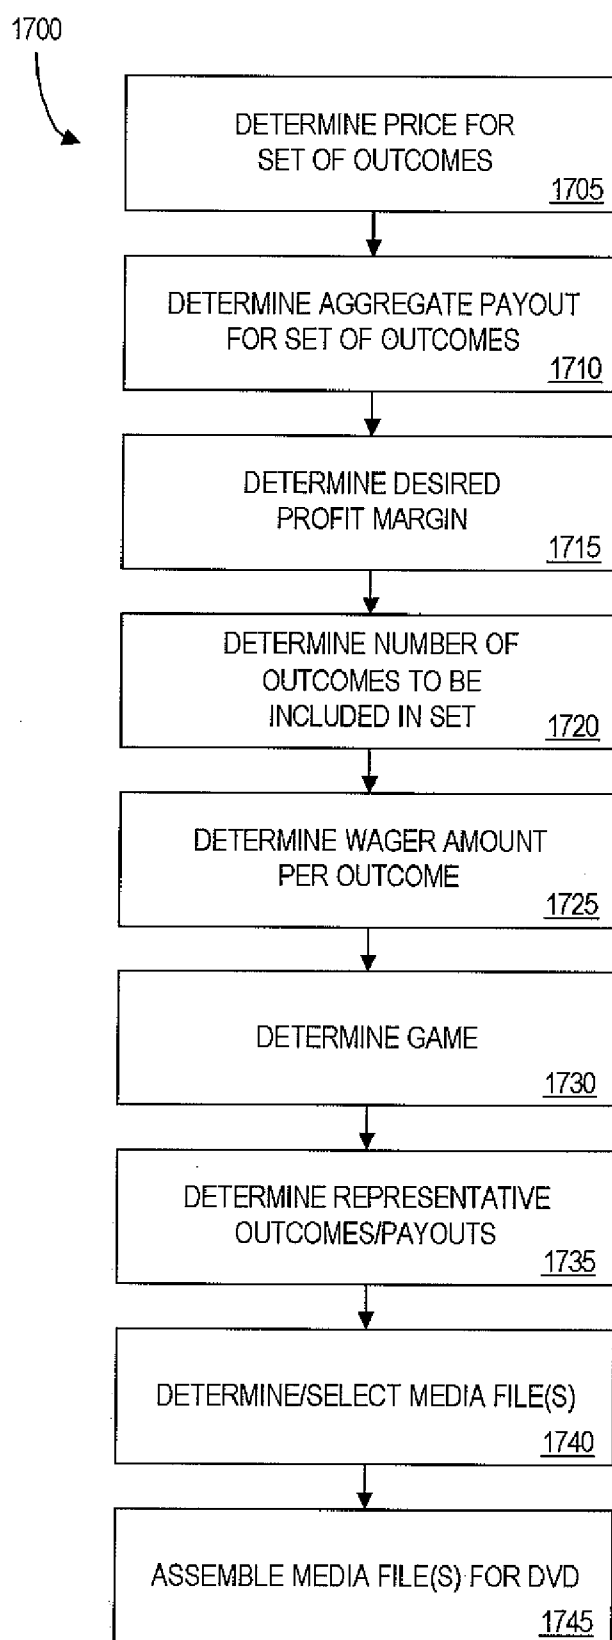 1700
DETERMINE PRICE FOR
SET OF OUTCOMES
1705
DETERMINE AGGREGATE PAYOUT
FOR SET OF OUTCOMES
1710
DETERMINE DESIRED
PROFIT MARGIN
1715
DETERMINE NUMBER OF
OUTCOMES TO BE
INCLUDED IN SET
1720
DETERMINE WAGER AMOUNT
PER OUTCOME
1725
DETERMINE GAME
1730
DETERMINE REPRESENTATIVE
OUTCOMES/PAYOUTS
1735
DETERMINE/SELECT MEDIA FILE(S)
1740
ASSEMBLE MEDIA FILE(S) FOR DVD
1745